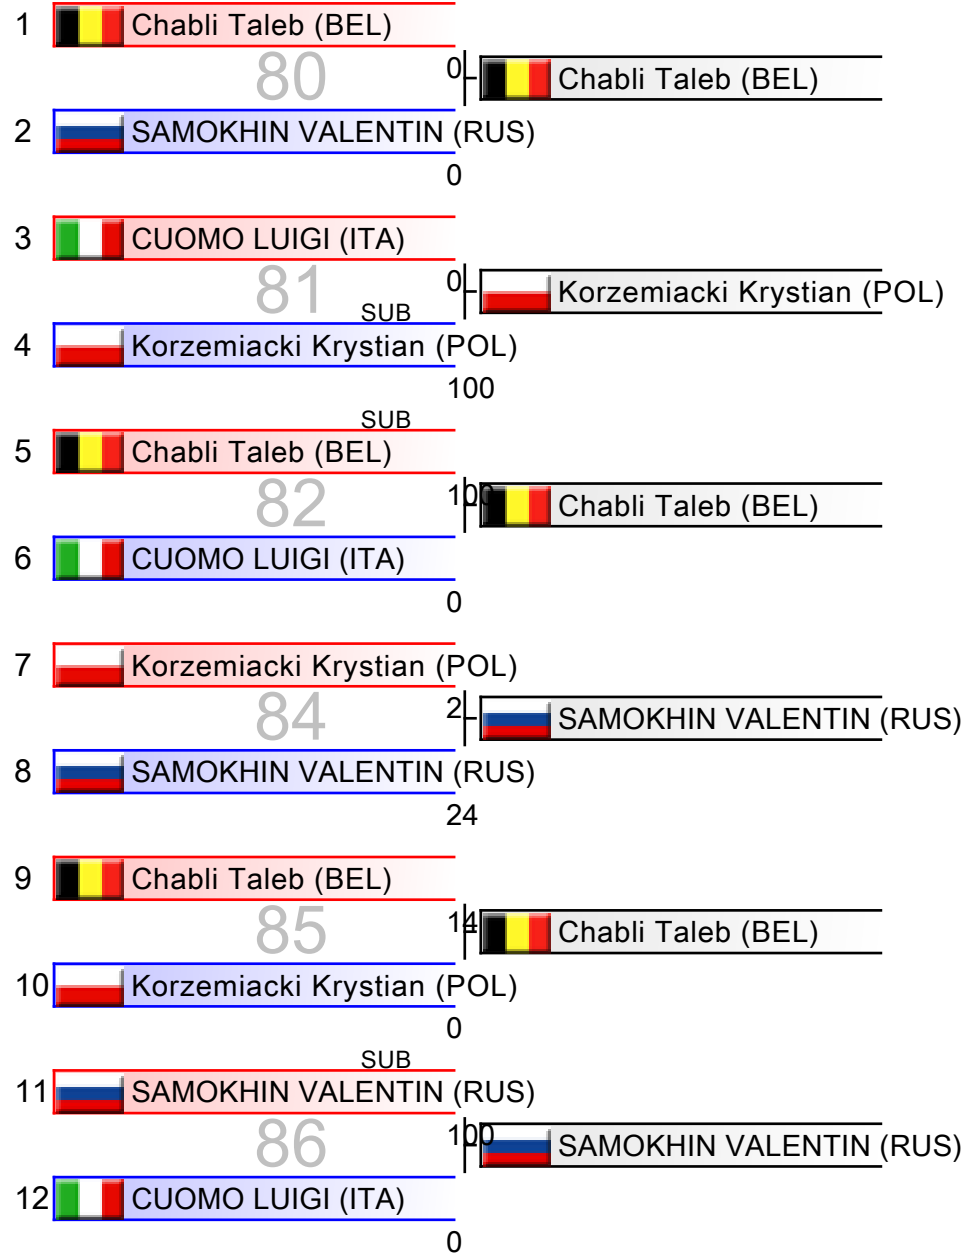 1 Chabli Taleb (BEL)
80
0 Chabli Taleb (BEL)
2 SAMOKHIN VALENTIN (RUS)
0
3 CUOMO LUIGI (ITA)
81
0 Korzemiacki Krystian (POL)
SUB
4 Korzemiacki Krystian (POL)
100
SUB
5 Chabli Taleb (BEL)
82
100 Chabli Taleb (BEL)
6 CUOMO LUIGI (ITA)
0
7 Korzemiacki Krystian (POL)
84
2 SAMOKHIN VALENTIN (RUS)
8 SAMOKHIN VALENTIN (RUS)
24
9 Chabli Taleb (BEL)
85
14 Chabli Taleb (BEL)
10 Korzemiacki Krystian (POL)
0
SUB
11 SAMOKHIN VALENTIN (RUS)
86
100 SAMOKHIN VALENTIN (RUS)
12 CUOMO LUIGI (ITA)
0